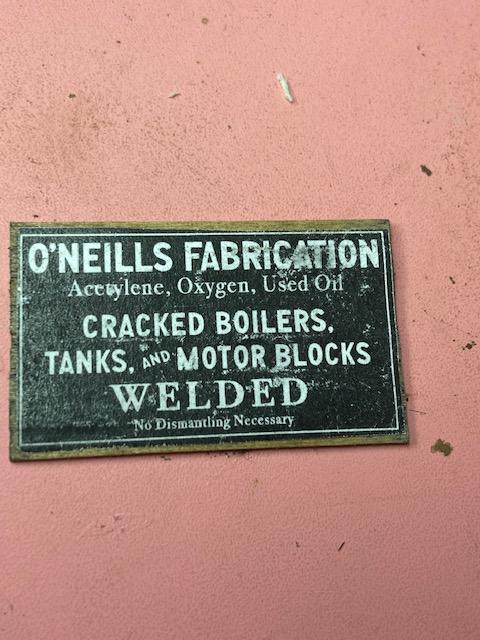 O'NEILLS FABRICATION
Acetylene, Oxygen, Used Oil
CRACKED BOILERS,
TANKS, AND MOTOR BLOCKS
WELDED
No Dismantling Necessary